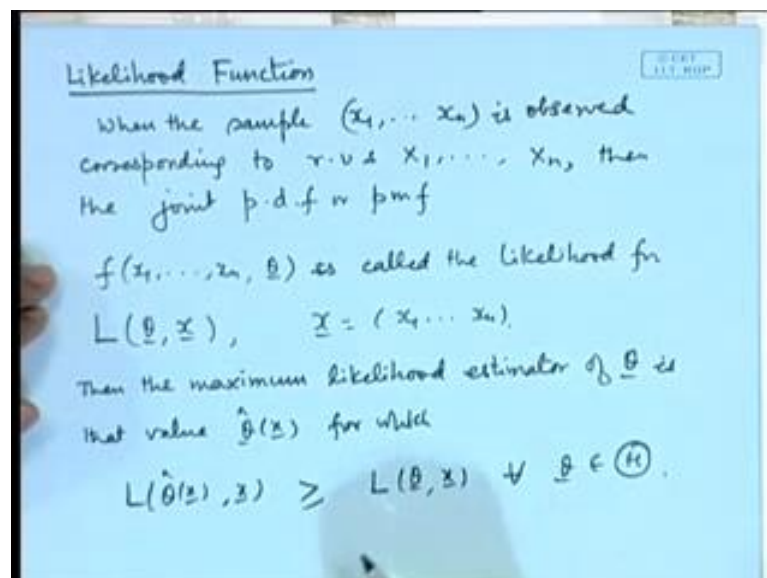 Likelihood Function
When the sample (x₁, ... xₙ) is observed
corresponding to r.v.s X₁, ..., Xₙ, then
the joint p.d.f or pmf
f(x₁, ..., xₙ, θ) is called the likelihood fn
L(θ, x), x = (x₁ ... xₙ).
Then the maximum likelihood estimator of θ is
that value θ̂(x) for which
L(θ̂(x), x) ≥ L(θ, x) ∀ θ ∈ Ⓗ.